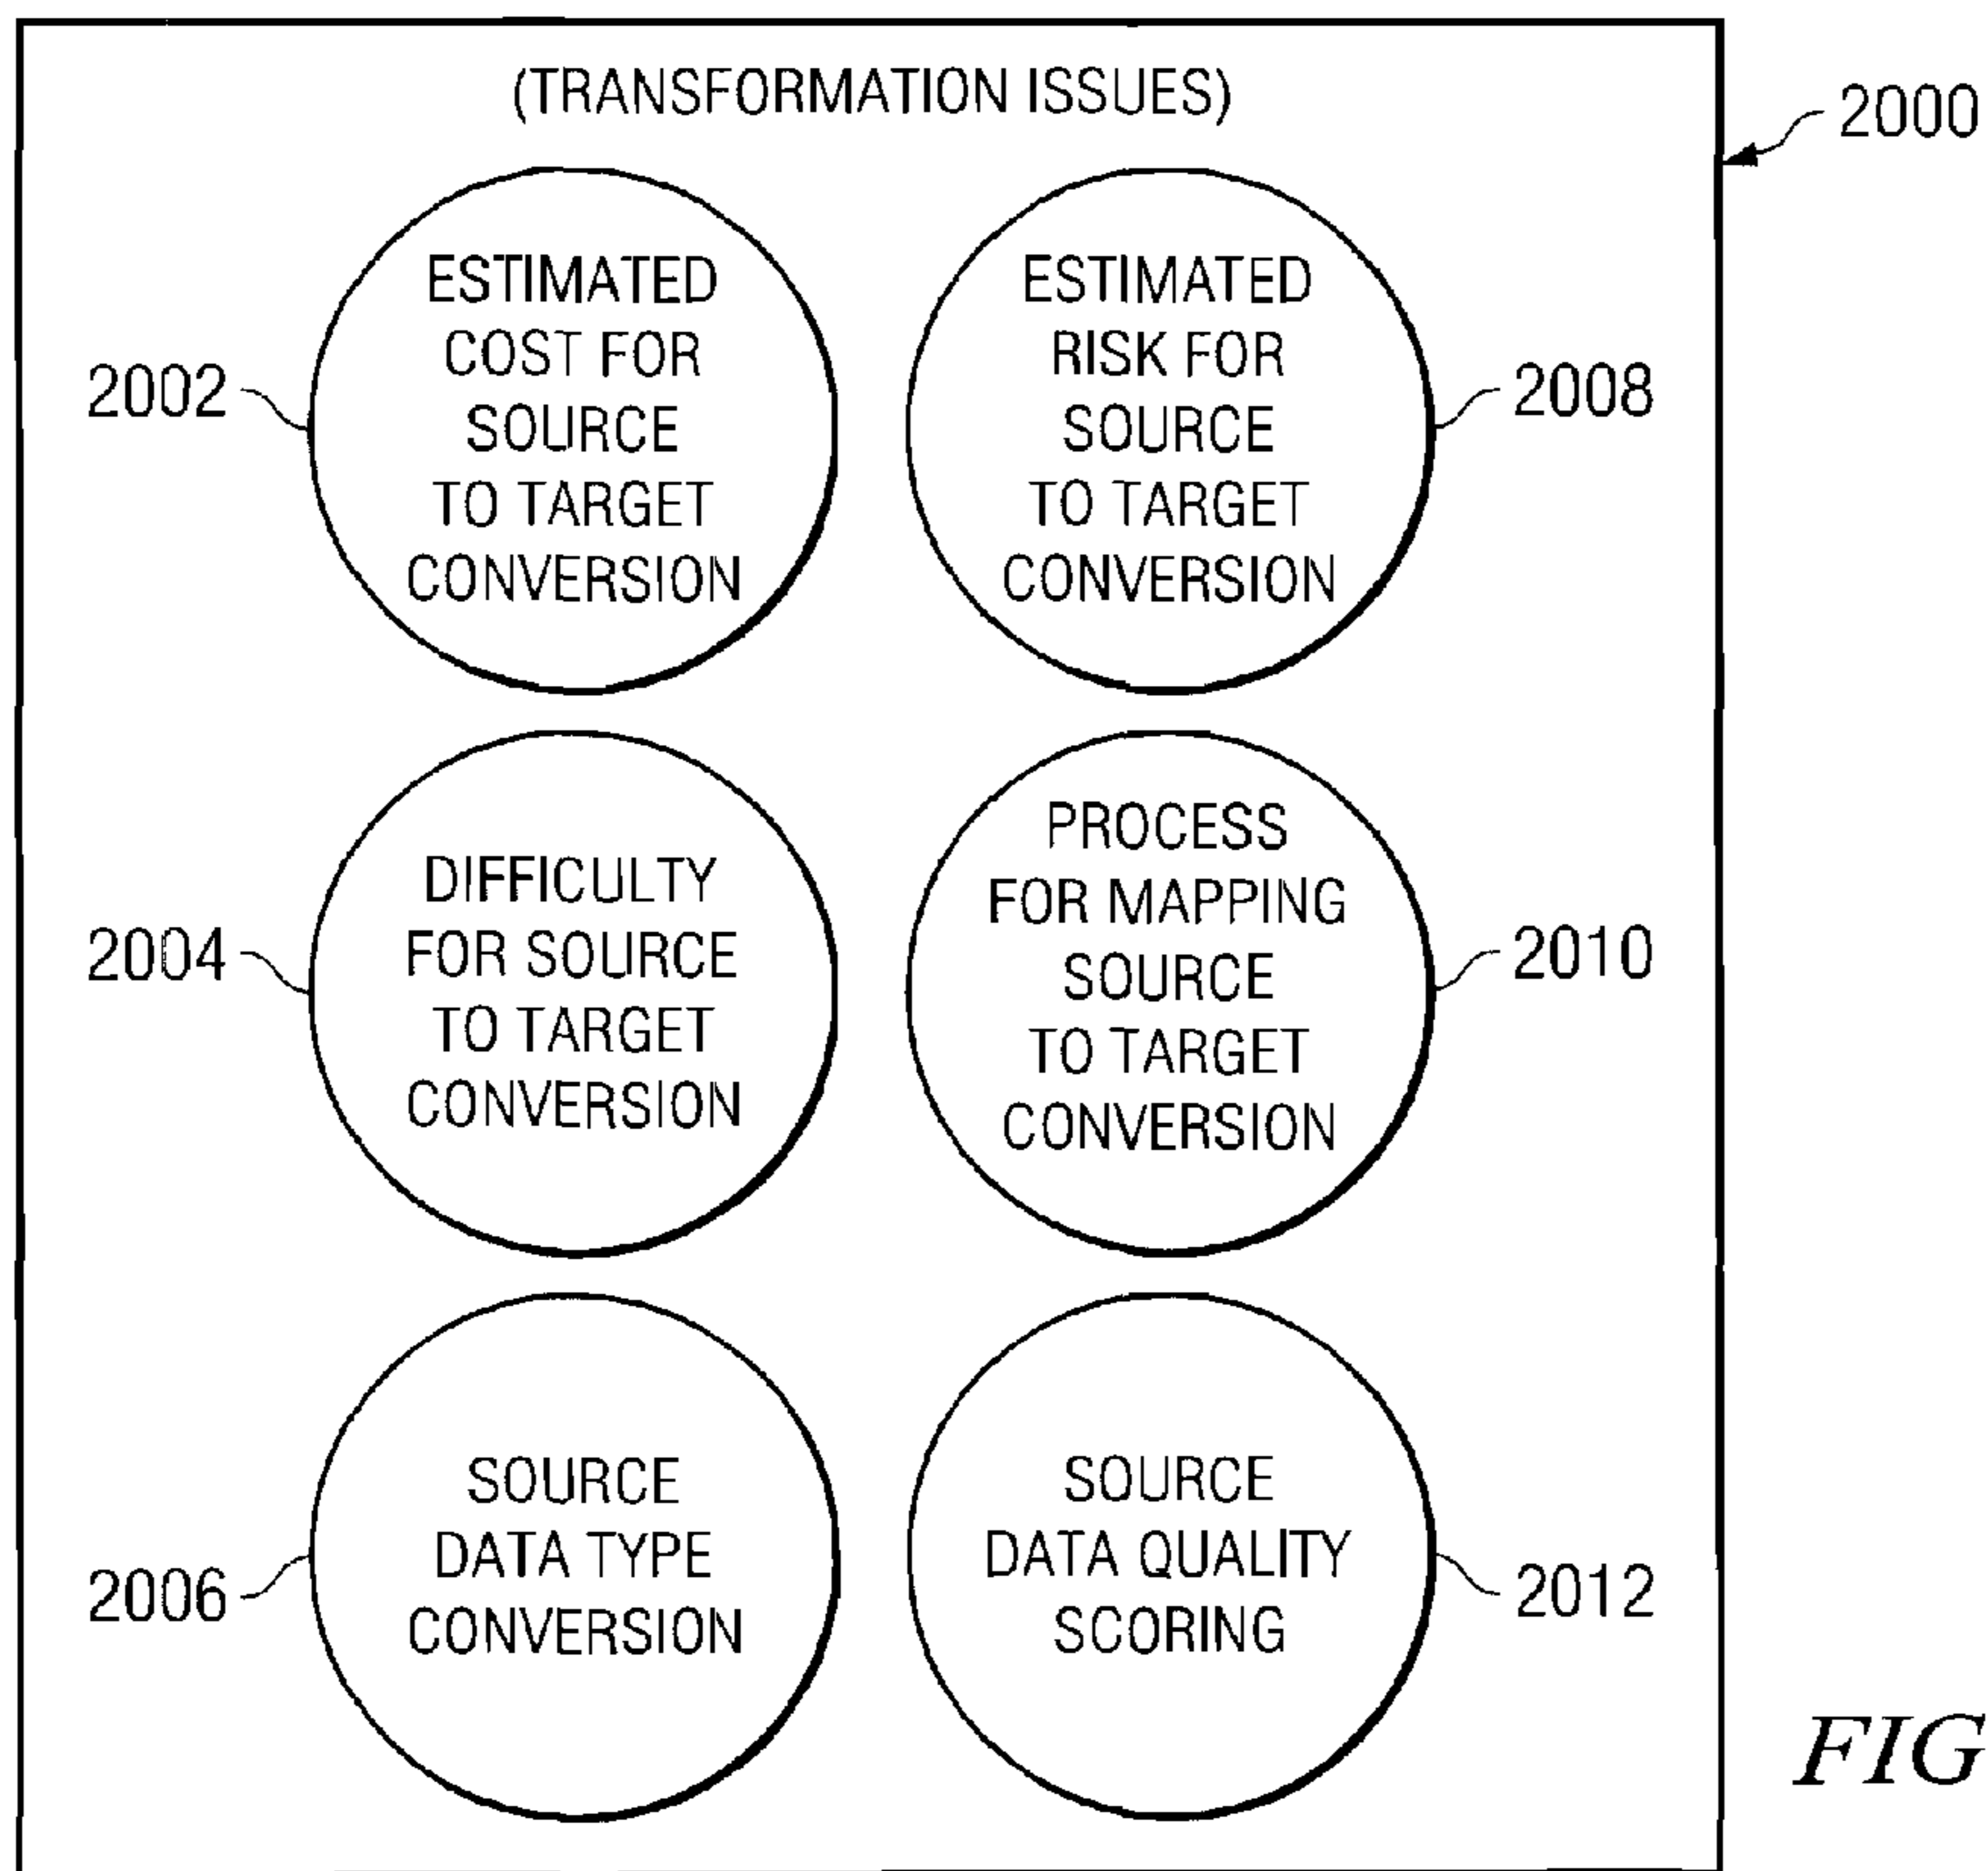 (TRANSFORMATION ISSUES)
2000
ESTIMATED
COST FOR
SOURCE
TO TARGET
CONVERSION
2002
ESTIMATED
RISK FOR
SOURCE
TO TARGET
CONVERSION
2008
DIFFICULTY
FOR SOURCE
TO TARGET
CONVERSION
2004
PROCESS
FOR MAPPING
SOURCE
TO TARGET
CONVERSION
2010
SOURCE
DATA TYPE
CONVERSION
2006
SOURCE
DATA QUALITY
SCORING
2012
FIG